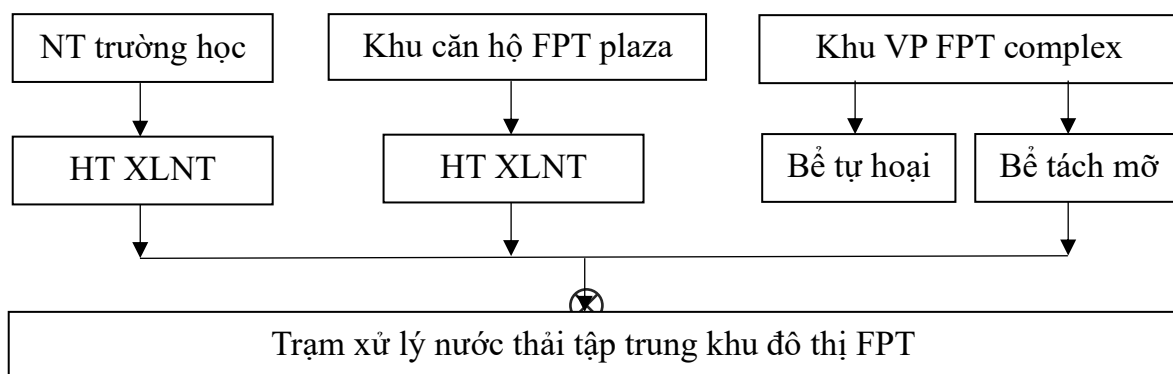 NT trường học
Khu căn hộ FPT plaza
Khu VP FPT complex
HT XLNT
HT XLNT
Bể tự hoại
Bể tách mỡ
Trạm xử lý nước thải tập trung khu đô thị FPT